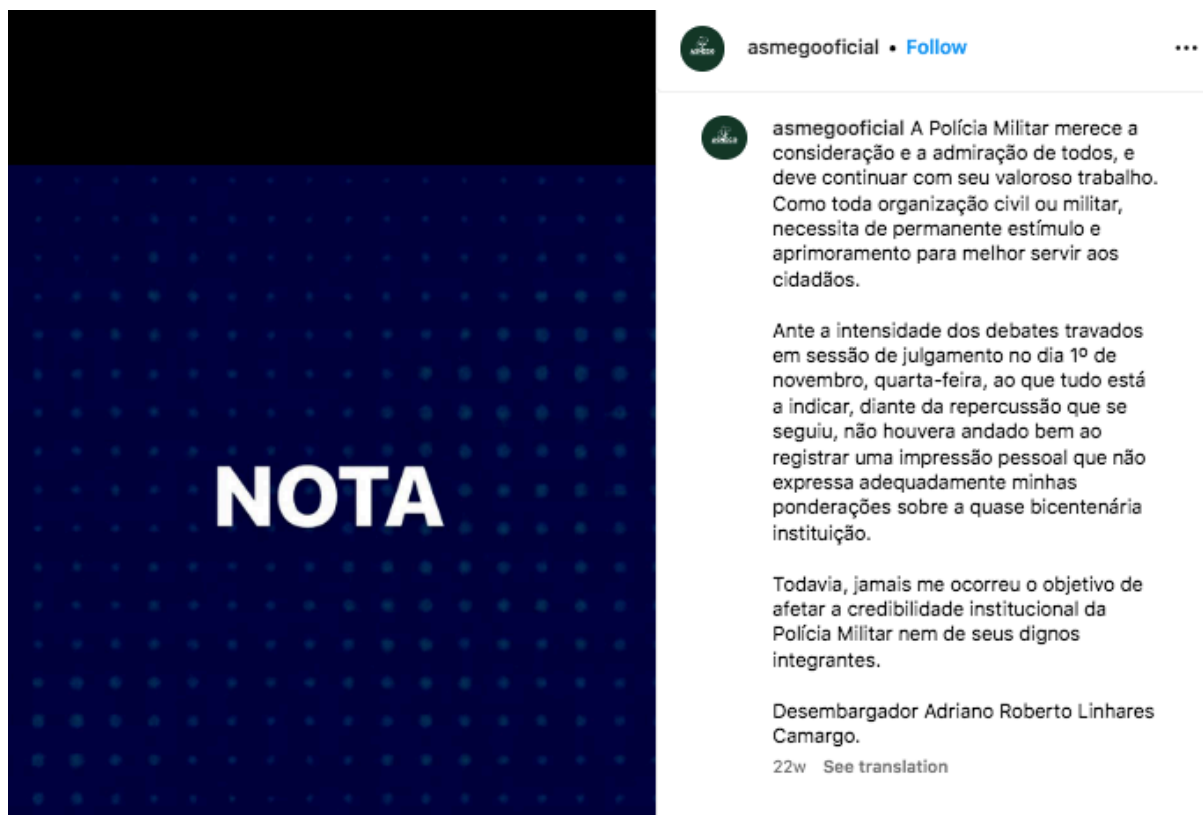 NOTA
asmegooficial • Follow
asmegooficial A Polícia Militar merece a
consideração e a admiração de todos, e
deve continuar com seu valoroso trabalho.
Como toda organização civil ou militar,
necessita de permanente estímulo e
aprimoramento para melhor servir aos
cidadãos.
Ante a intensidade dos debates travados
em sessão de julgamento no dia 1º de
novembro, quarta-feira, ao que tudo está
a indicar, diante da repercussão que se
seguiu, não houvera andado bem ao
registrar uma impressão pessoal que não
expressa adequadamente minhas
ponderações sobre a quase bicentenária
instituição.
Todavia, jamais me ocorreu o objetivo de
afetar a credibilidade institucional da
Polícia Militar nem de seus dignos
integrantes.
Desembargador Adriano Roberto Linhares
Camargo.
22w See translation